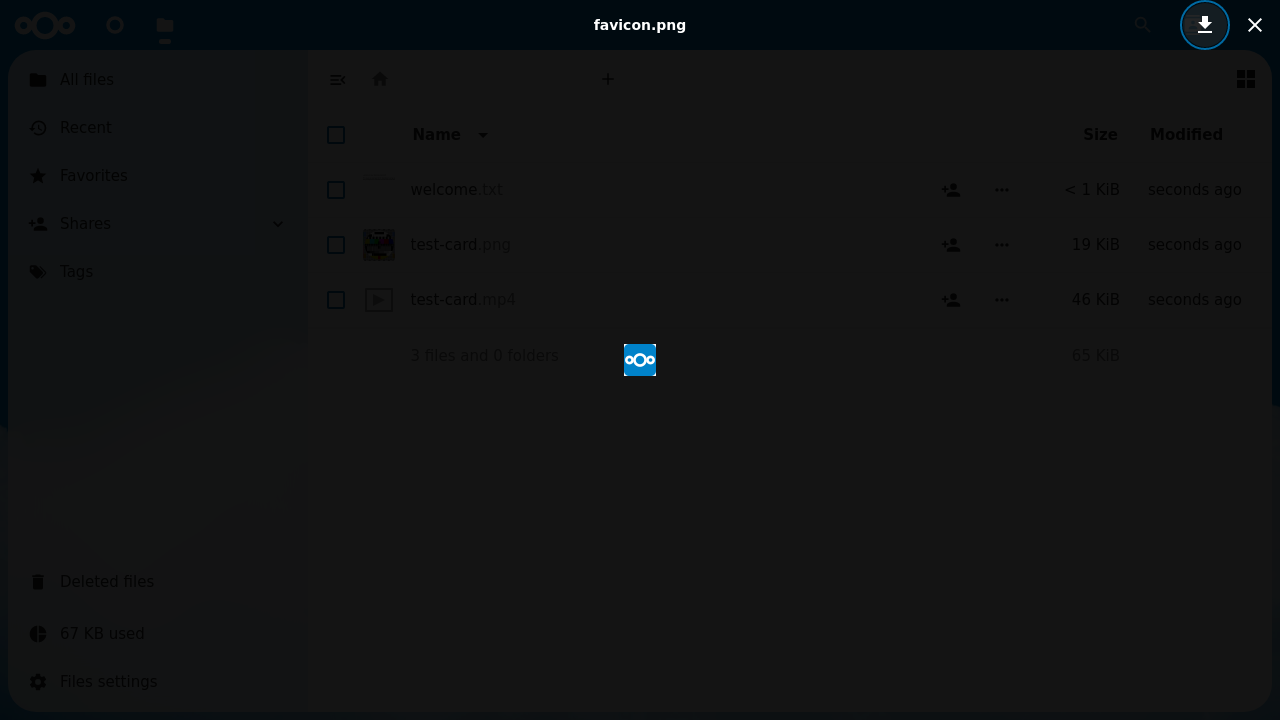 favicon.png
All files
Recent
Favorites
Shares
Tags
Name
Size
Modified
welcome.txt
< 1 KiB
seconds ago
test-card.png
19 KiB
seconds ago
test-card.mp4
46 KiB
seconds ago
3 files and 0 folders
65 KiB
Deleted files
67 KB used
Files settings